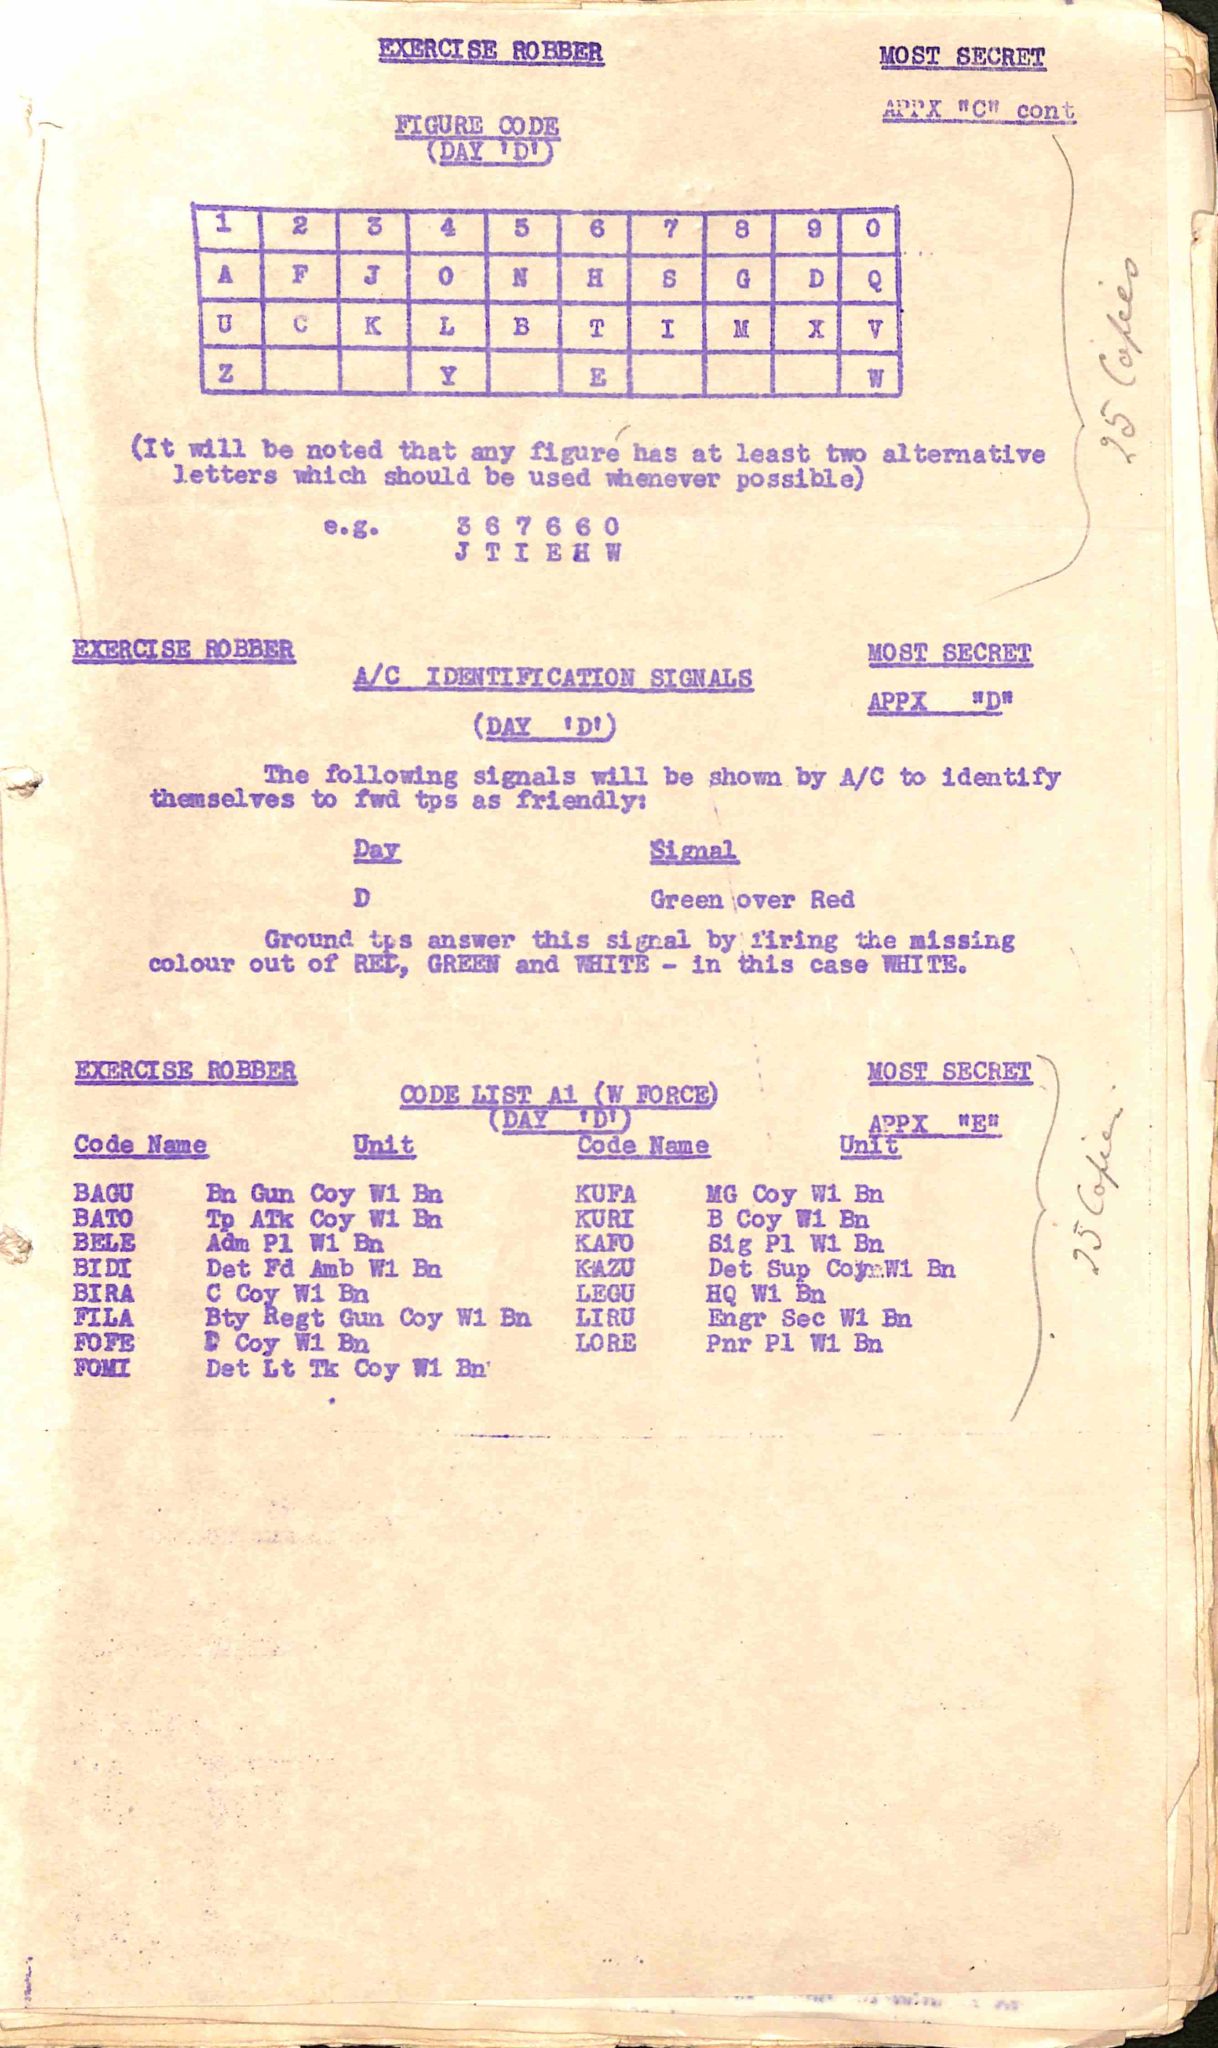 EXERCISE ROBBER
MOST SECRET
APPX "C" cont
FIGURE CODE
(DAY 'D')
1 2 3 4 5 6 7 8 9 0
A F J O N H S G D Q
U C K L B T I M X V
Z Y E W
(It will be noted that any figure has at least two alternative
letters which should be used whenever possible)
e.g. 3 6 7 6 6 0
J T I E H W
25 Copies
EXERCISE ROBBER
MOST SECRET
A/C IDENTIFICATION SIGNALS
APPX "D"
(DAY 'D')
The following signals will be shown by A/C to identify
themselves to fwd tps as friendly:
Day Signal
D Green over Red
Ground tps answer this signal by firing the missing
colour out of RED, GREEN and WHITE - in this case WHITE.
EXERCISE ROBBER
MOST SECRET
CODE LIST A1 (W FORCE)
(DAY 'D')
APPX "E"
Code Name Unit Code Name Unit
BAGU Bn Gun Coy W1 Bn KUFA MG Coy W1 Bn
BATO Tp ATk Coy W1 Bn KURI B Coy W1 Bn
BELE Adm Pl W1 Bn KAFO Sig Pl W1 Bn
BIDI Det Fd Amb W1 Bn KAZU Det Sup Coy W1 Bn
BIRA C Coy W1 Bn LEGU HQ W1 Bn
FILA Bty Regt Gun Coy W1 Bn LIRU Engr Sec W1 Bn
FOFE D Coy W1 Bn LORE Pnr Pl W1 Bn
FOMI Det Lt Tk Coy W1 Bn
25 Copies